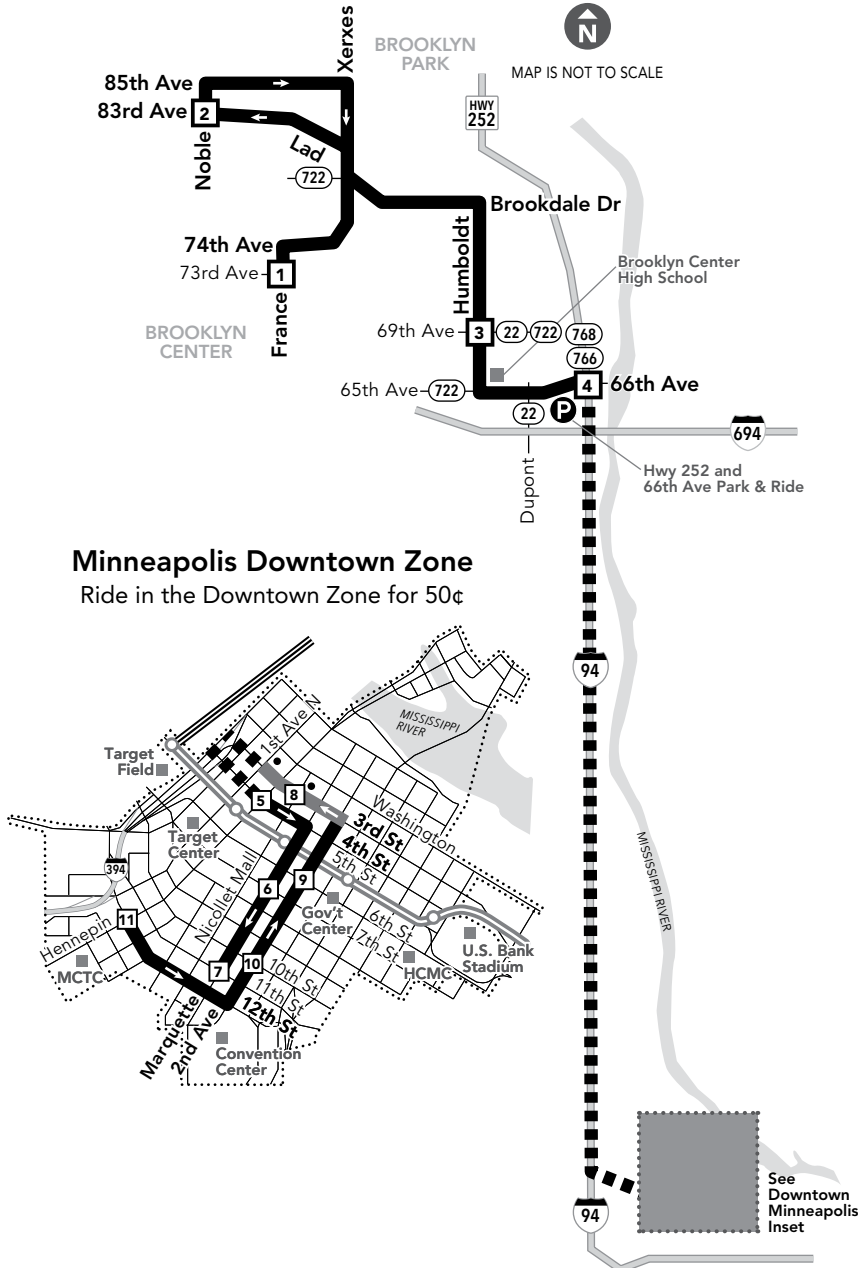 Xerxes
BROOKLYN
PARK
N
MAP IS NOT TO SCALE
85th Ave
83rd Ave
2
Noble
Lad
HWY
252
722
Brookdale Dr
74th Ave
73rd Ave
1
France
Humboldt
Brooklyn Center
High School
BROOKLYN
CENTER
69th Ave
3
22
722
768
766
65th Ave
722
4
66th Ave
22
P
694
Dupont
Hwy 252 and
66th Ave Park & Ride
Minneapolis Downtown Zone
Ride in the Downtown Zone for 50¢
94
MISSISSIPPI
RIVER
1st Ave N
Target
Field
5
8
Washington
3rd St
4th St
5th St
Target
Center
394
Nicollet Mall
6
9
Gov't
Center
6th St
7th St
11
Hennepin
MCTC
7
10
10th St
11th St
12th St
HCMC
U.S. Bank
Stadium
Marquette
2nd Ave
Convention
Center
MISSISSIPPI RIVER
See
Downtown
Minneapolis
Inset
94